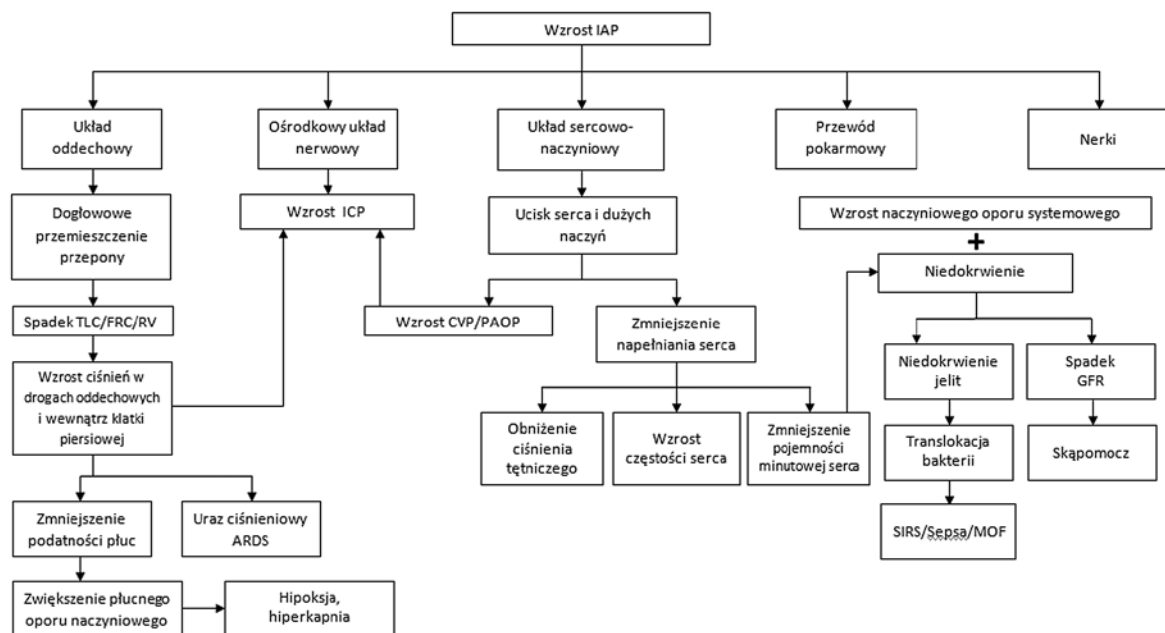 Wzrost IAP
Układ
oddechowy
Ośrodkowy układ
nerwowy
Układ sercowo-
naczyniowy
Przewód
pokarmowy
Nerki
Dogłowowe
przemieszczenie
przepony
Wzrost ICP
Ucisk serca i dużych
naczyń
Wzrost naczyniowego oporu systemowego
+
Niedokrwienie
Spadek TLC/FRC/RV
Wzrost CVP/PAOP
Zmniejszenie
napełniania serca
Wzrost ciśnień w
drogach oddechowych
i wewnątrz klatki
piersiowej
Niedokrwienie
jelit
Spadek
GFR
Obniżenie
ciśnienia
tętniczego
Wzrost
częstości serca
Zmniejszenie
pojemności
minutowej serca
Translokacja
bakterii
Skąpomocz
Zmniejszenie
podatności płuc
Uraz ciśnieniowy
ARDS
SIRS/Sepsa/MOF
Zwiększenie płucnego
oporu naczyniowego
Hipoksja,
hiperkapnia